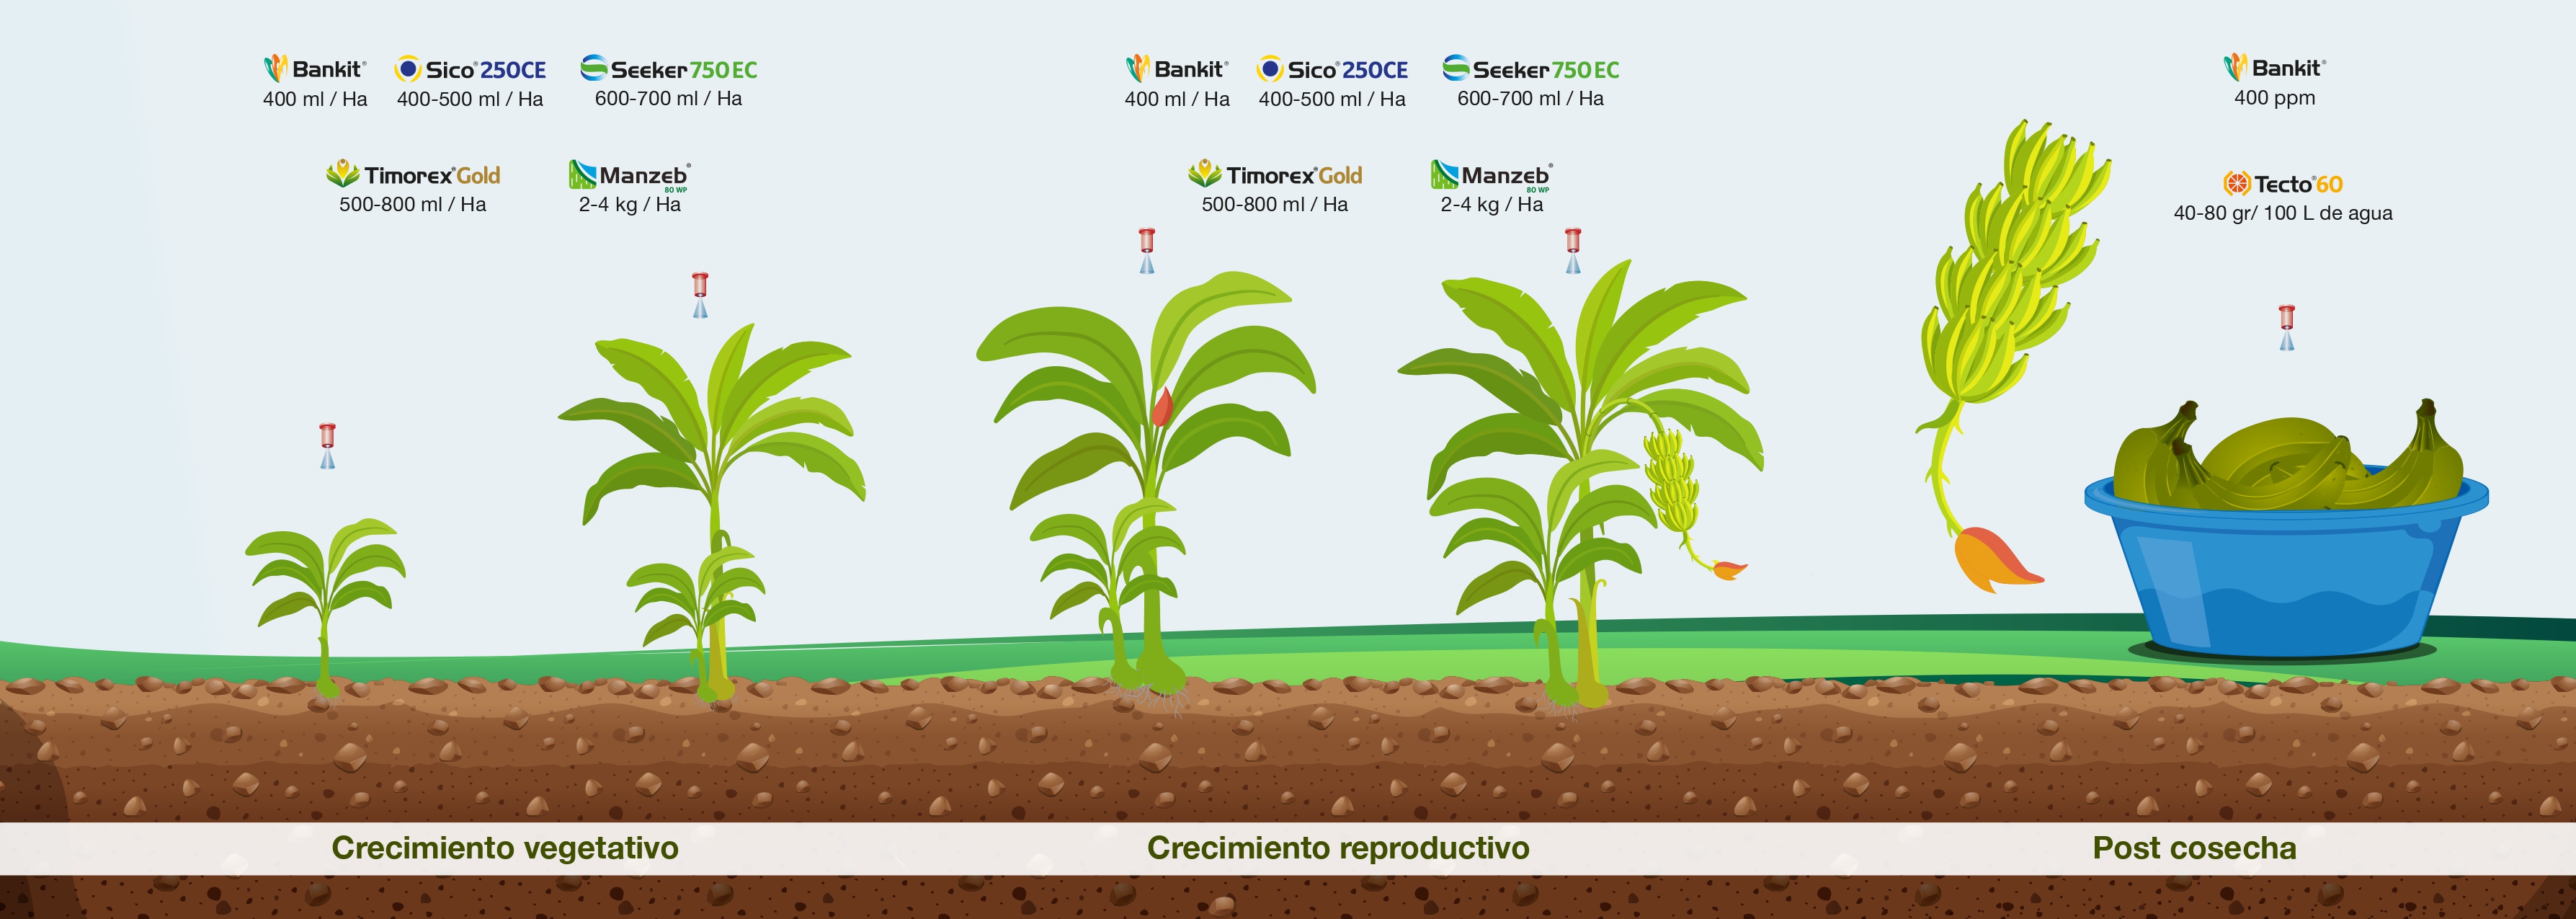 Bankit® Sico® 250CE Seeker 750 EC
400 ml / Ha 400-500 ml / Ha 600-700 ml / Ha
Timorex® Gold Manzeb®
80 WP
500-800 ml / Ha 2-4 kg / Ha
Bankit® Sico® 250CE Seeker 750 EC
400 ml / Ha 400-500 ml / Ha 600-700 ml / Ha
Timorex® Gold Manzeb®
80 WP
500-800 ml / Ha 2-4 kg / Ha
Bankit®
400 ppm
Tecto® 60
40-80 gr/ 100 L de agua
Crecimiento vegetativo
Crecimiento reproductivo
Post cosecha